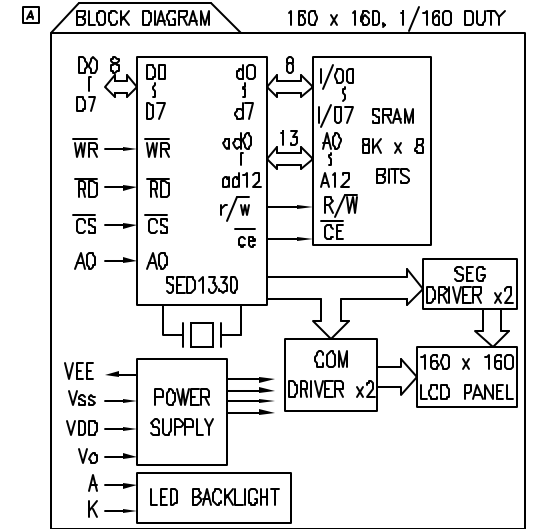 A BLOCK DIAGRAM 160 x 160, 1/160 DUTY
D0 8 D0 d0 8 I/O0
D7 D7 d7 I/O7 SRAM
WR WR ad0 13 A0 8K x 8
RD RD ad12 A12 BITS
CS CS r/w R/W
ce CE
A0 A0
SED1330
SEG
DRIVER x2
COM
DRIVER x2
160 x 160
LCD PANEL
VEE
Vss
VDD
Vo
POWER
SUPPLY
A
K
LED BACKLIGHT